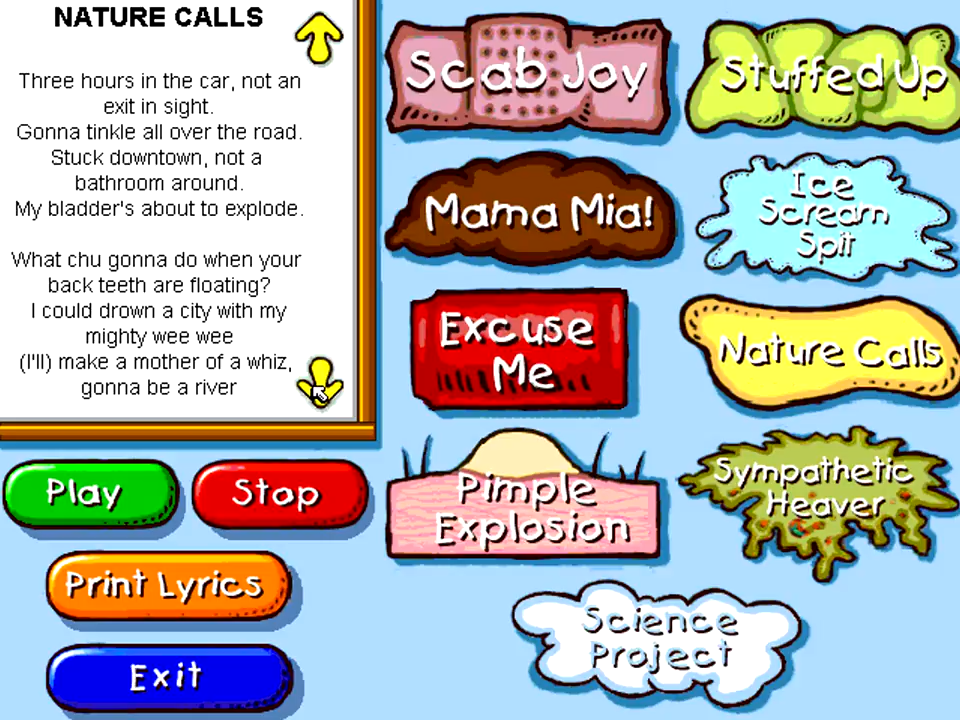 NATURE CALLS
Three hours in the car, not an
exit in sight.
Gonna tinkle all over the road.
Stuck downtown, not a
bathroom around.
My bladder's about to explode.
What chu gonna do when your
back teeth are floating?
I could drown a city with my
mighty wee wee
(I'll) make a mother of a whiz,
gonna be a river
Play
Stop
Print Lyrics
Exit
Scab Joy
Stuffed Up
Mama Mia!
Ice
Scream
Spit
Excuse
Me
Nature Calls
Pimple
Explosion
Sympathetic
Heaver
Science
Project